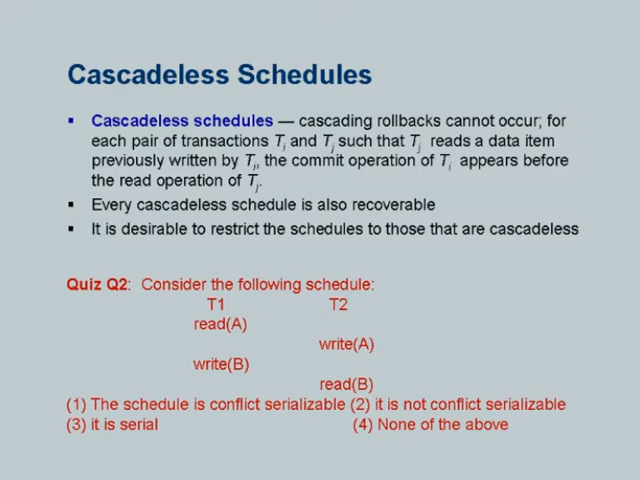 Cascadeless Schedules
▪ Cascadeless schedules — cascading rollbacks cannot occur; for
each pair of transactions Ti and Tj such that Tj reads a data item
previously written by Ti, the commit operation of Ti appears before
the read operation of Tj.
▪ Every cascadeless schedule is also recoverable
▪ It is desirable to restrict the schedules to those that are cascadeless
Quiz Q2: Consider the following schedule:
T1 T2
read(A)
write(A)
write(B)
read(B)
(1) The schedule is conflict serializable (2) it is not conflict serializable
(3) it is serial (4) None of the above